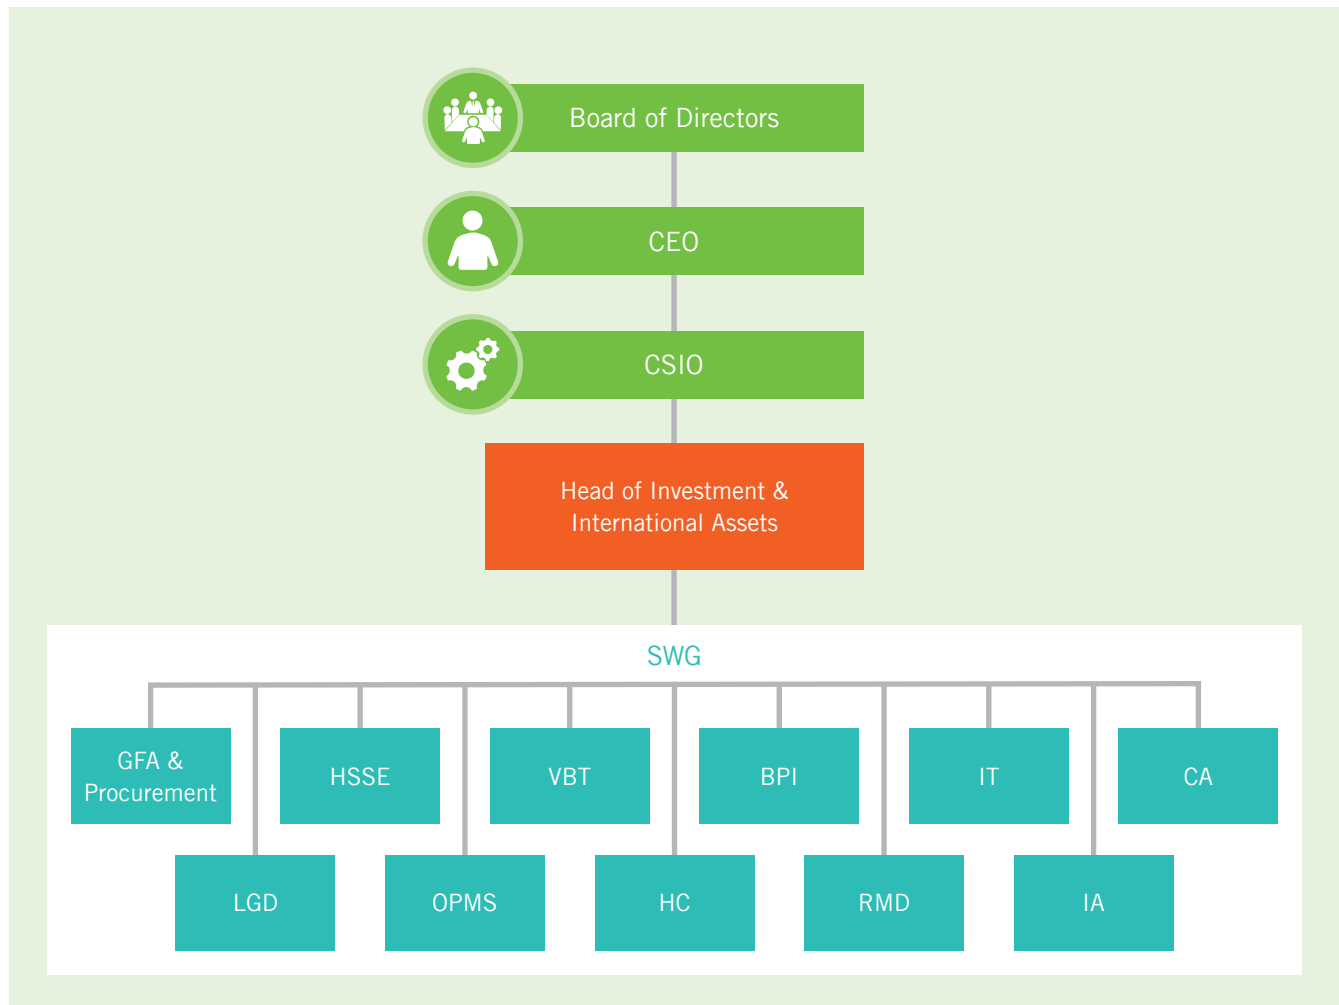 Board of Directors
CEO
CSIO
Head of Investment &
International Assets
SWG
GFA &
Procurement
HSSE
VBT
BPI
IT
CA
LGD
OPMS
HC
RMD
IA